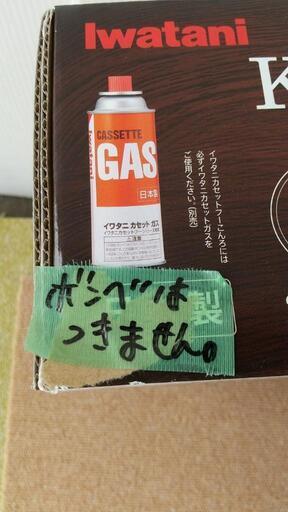 Iwatani
K
CASSETTE
GAS
日本製
イワタニカセットガス
イワタニカセットフーこんろには
必ずイワタニカセットガスを
ご使用ください。(別売)
ボンベは
つきません。
製